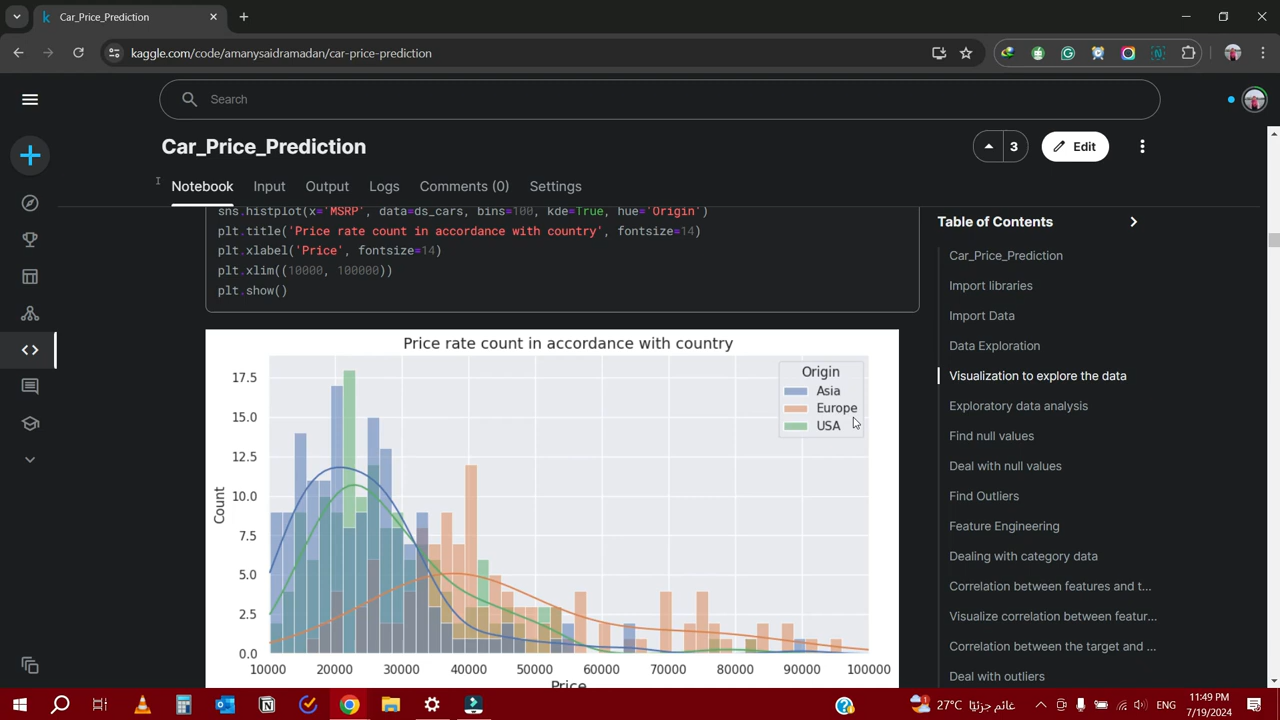 Car_Price_Prediction
kaggle.com/code/amanysaidramadan/car-price-prediction
Search
Car_Price_Prediction
3
Edit
Notebook
Input
Output
Logs
Comments (0)
Settings
sns.histplot(x='MSRP', data=ds_cars, bins=100, kde=True, hue='Origin')
plt.title('Price rate count in accordance with country', fontsize=14)
plt.xlabel('Price', fontsize=14)
plt.xlim((10000, 100000))
plt.show()
Price rate count in accordance with country
Origin
Asia
Europe
USA
Count
17.5
15.0
12.5
10.0
7.5
5.0
2.5
0.0
10000
20000
30000
40000
50000
60000
70000
80000
90000
100000
Price
Table of Contents
Car_Price_Prediction
Import libraries
Import Data
Data Exploration
Visualization to explore the data
Exploratory data analysis
Find null values
Deal with null values
Find Outliers
Feature Engineering
Dealing with category data
Correlation between features and t...
Visualize correlation between featur...
Correlation between the target and ...
Deal with outliers
27°C
غائم جزئيًا
ENG
11:49 PM
7/19/2024